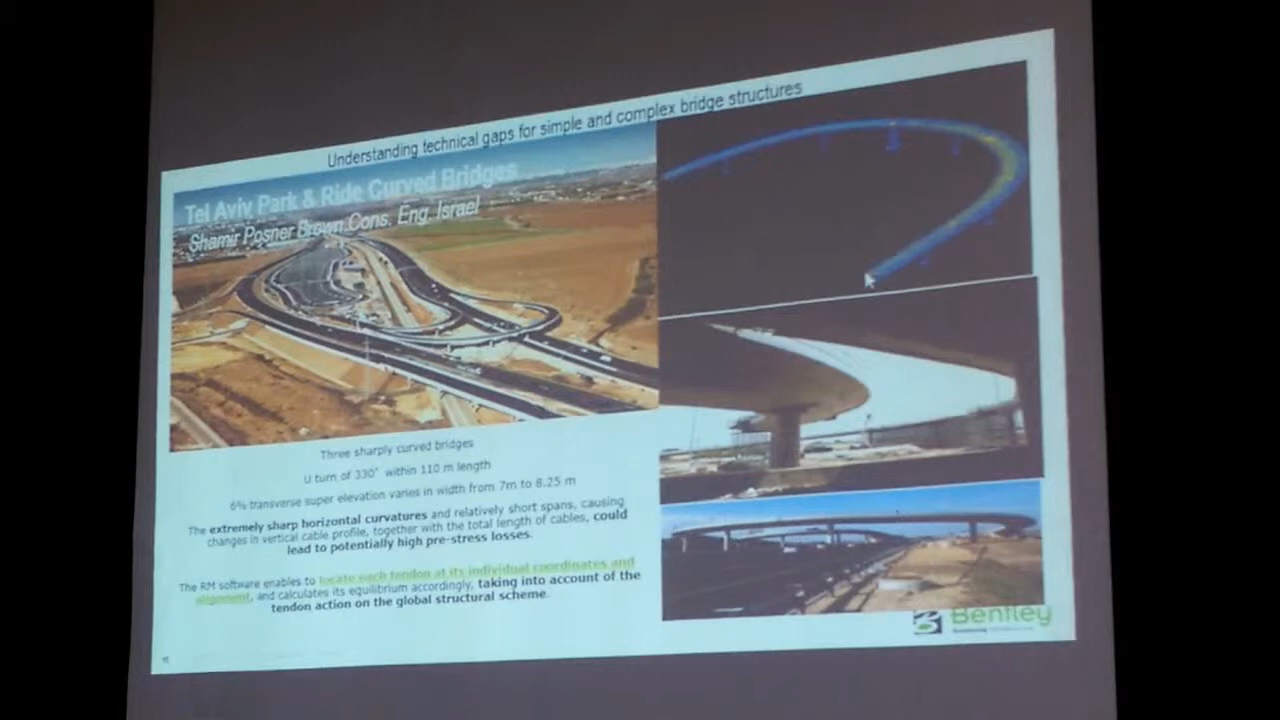 Understanding technical gaps for simple and complex bridge structures
Tel Aviv Park & Ride Curved Bridges
Shamir Posner Brown Cons. Eng. Israel
Three sharply curved bridges
U turn of 330° within 110 m length
6% transverse super elevation varies in width from 7m to 8.25 m
The extremely sharp horizontal curvatures and relatively short spans, causing
changes in vertical cable profile, together with the total length of cables, could
lead to potentially high pre-stress losses.
The RM software enables to locate each tendon at its individual coordinates and
alignment, and calculates its equilibrium accordingly, taking into account of the
tendon action on the global structural scheme.
Bentley